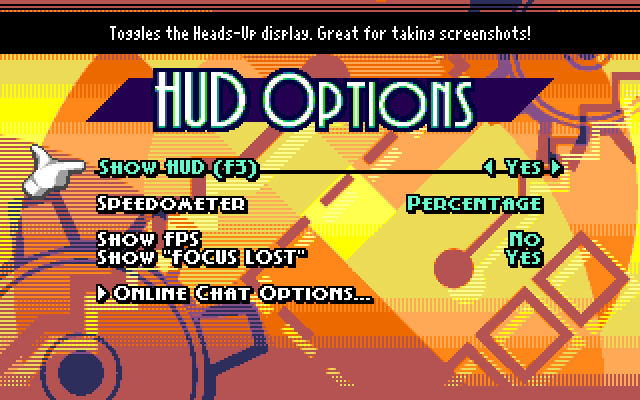 Toggles the Heads-Up display. Great for taking screenshots!
HUD Options
Show HUD (F3) Yes
Speedometer Percentage
Show FPS No
Show "FOCUS LOST" Yes
Online Chat Options...